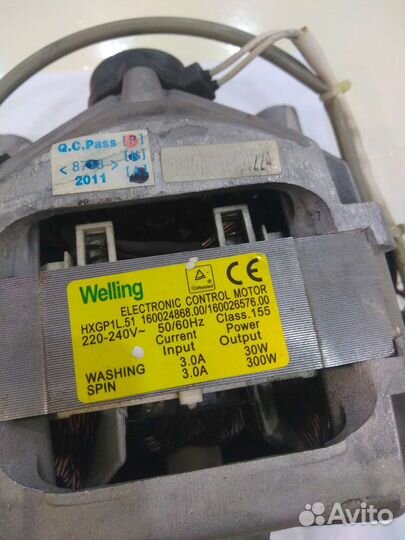 Q.C.Pass [P]
2011
Welling
CE
ELECTRONIC CONTROL MOTOR
HXGP1L.51 160024868.00/160026576.00
220-240V~ 50/60Hz Class.155
Current Power
Input Output
WASHING 3.0A 30W
SPIN 3.0A 300W
Avito